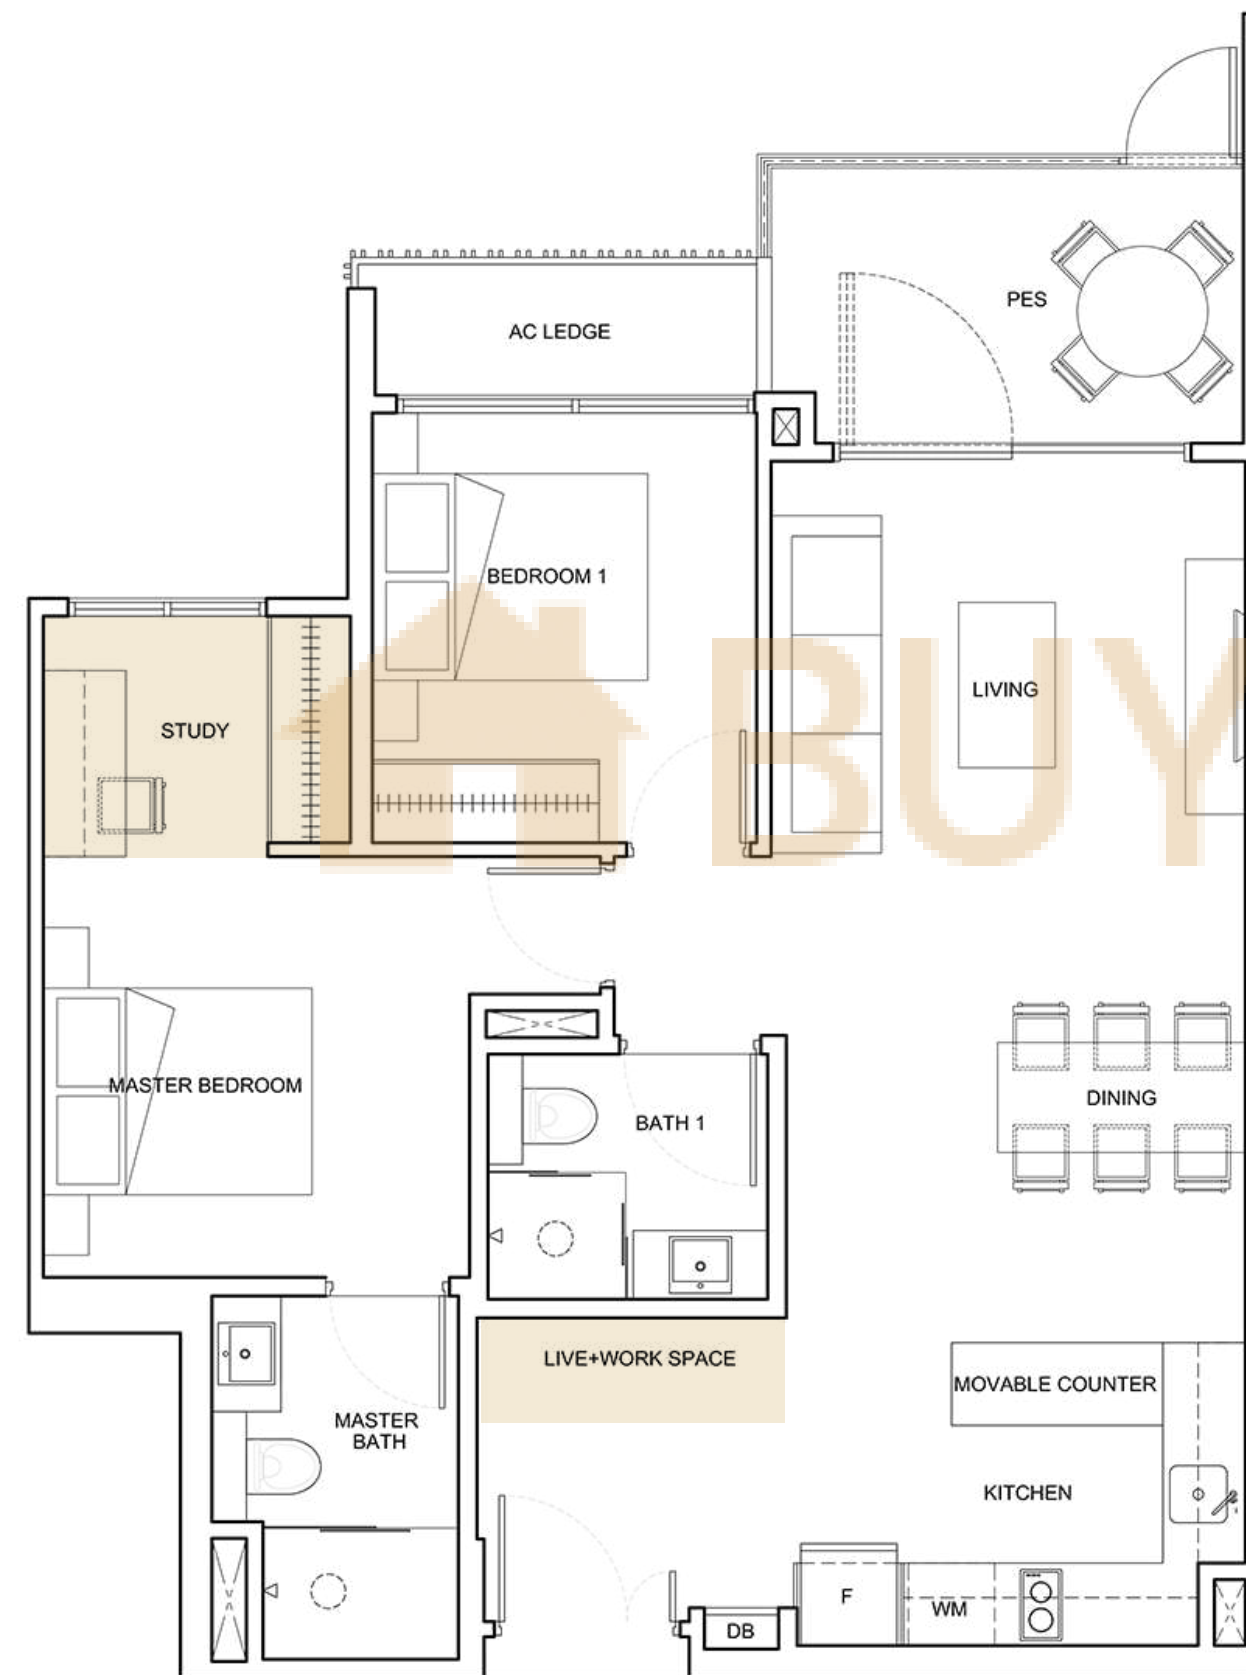 PES
AC LEDGE
BEDROOM 1
BUY
LIVING
STUDY
MASTER BEDROOM
DINING
BATH 1
LIVE+WORK SPACE
MOVABLE COUNTER
MASTER
BATH
KITCHEN
F
WM
DB